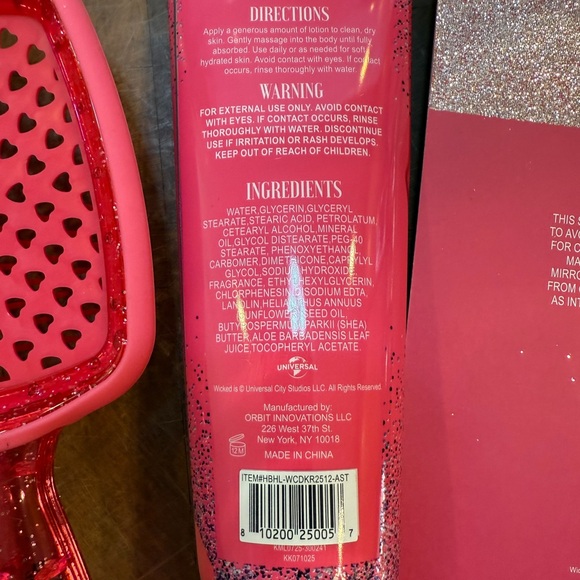 DIRECTIONS
Apply a generous amount of lotion to clean, dry
skin. Gently massage into the body until fully
absorbed. Use daily or as needed for soft,
hydrated skin. Avoid contact with eyes. If contact
occurs, rinse thoroughly with water.
WARNING
FOR EXTERNAL USE ONLY. AVOID CONTACT
WITH EYES. IF CONTACT OCCURS, RINSE
THOROUGHLY WITH WATER. DISCONTINUE
USE IF IRRITATION OR RASH DEVELOPS.
KEEP OUT OF REACH OF CHILDREN.
INGREDIENTS
WATER,GLYCERIN,GLYCERYL
STEARATE,STEARIC ACID, PETROLATUM,
CETEARYL ALCOHOL,MINERAL
OIL,GLYCOL DISTEARATE,PEG-40
STEARATE, PHENOXYETHANOL,
CARBOMER,DIMETHICONE,CAPRYLYL
GLYCOL,SODIUM HYDROXIDE,
FRAGRANCE, ETHYLHEXYLGLYCERIN,
CHLORPHENESIN,DISODIUM EDTA,
LANOLIN,HELIANTHUS ANNUUS
(SUNFLOWER) SEED OIL,
BUTYROSPERMUM PARKII (SHEA)
BUTTER,ALOE BARBADENSIS LEAF
JUICE,TOCOPHERYL ACETATE.
UNIVERSAL
Wicked is © Universal City Studios LLC. All Rights Reserved.
Manufactured by:
ORBIT INNOVATIONS LLC
226 West 37th St.
New York, NY 10018
MADE IN CHINA
ITEM#HBHL-WCDKR2512-AST
8 10200 25005 7
KML0725-300241
KK071025
THIS S
TO AVO
FOR C
MA
MIRRO
FROM
AS INT